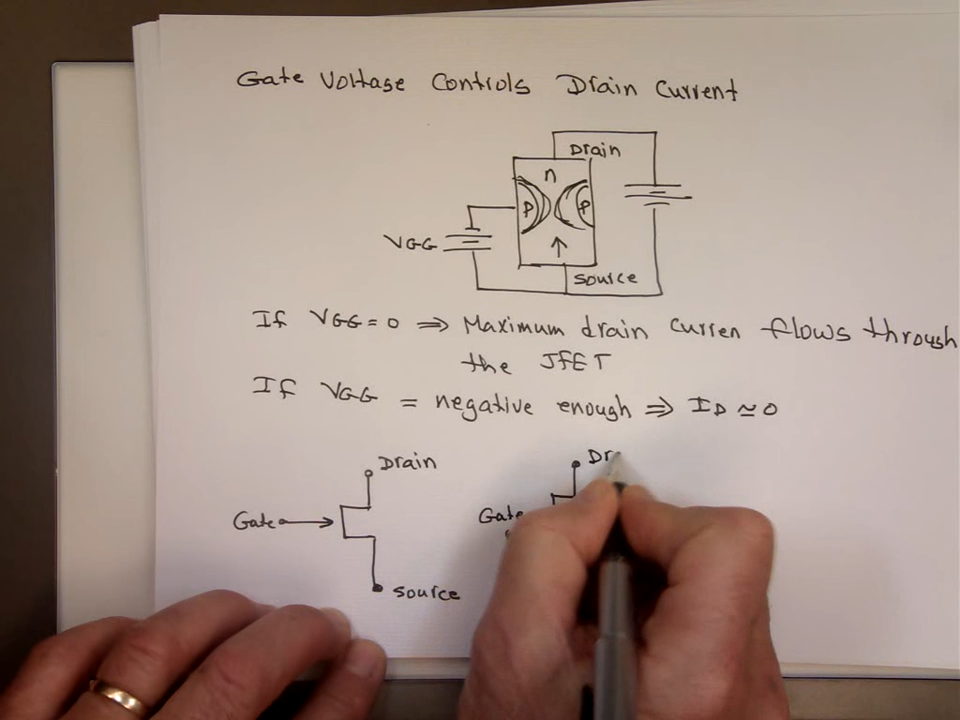 Gate Voltage Controls Drain Current
Drain
n
P P
VGG
source
If VGG = 0 ⇒ Maximum drain curren flows through
the JFET
If VGG = negative enough ⇒ ID ≃ 0
Drain
Gate
source
Dr
Gate